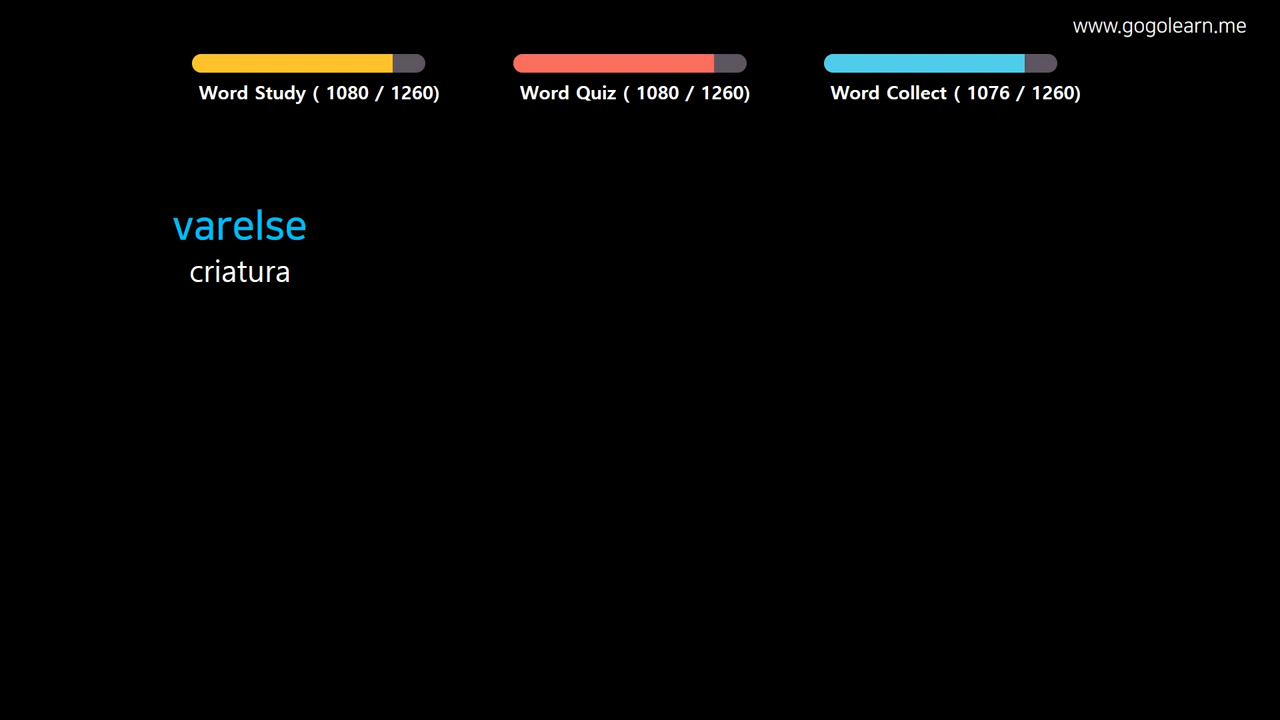 www.gogolearn.me
Word Study ( 1080 / 1260)
Word Quiz ( 1080 / 1260)
Word Collect ( 1076 / 1260)
varelse
criatura